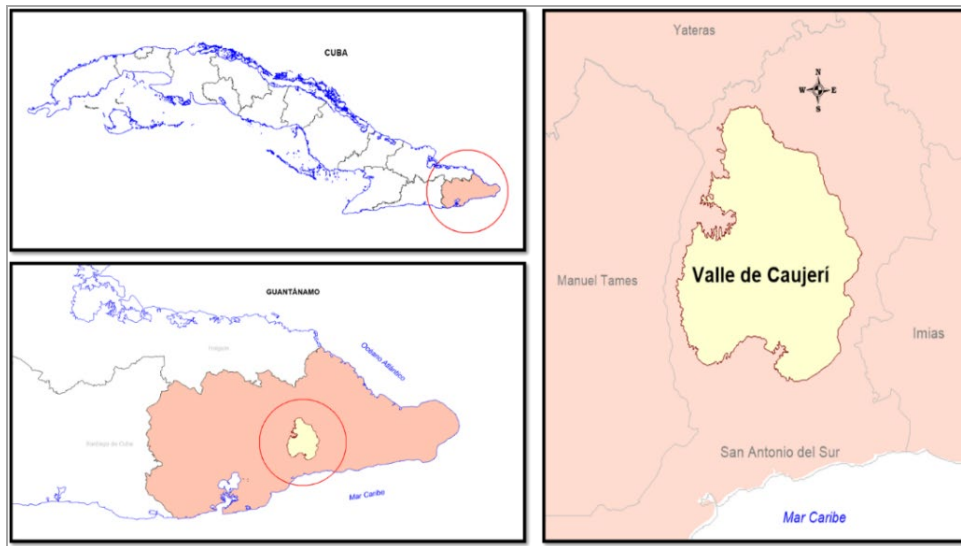 CUBA
GUANTÁNAMO
Holguín
Océano Atlántico
Santiago de Cuba
Mar Caribe
Yateras
N
W E
S
Manuel Tames
Valle de Caujerí
Imías
San Antonio del Sur
Mar Caribe